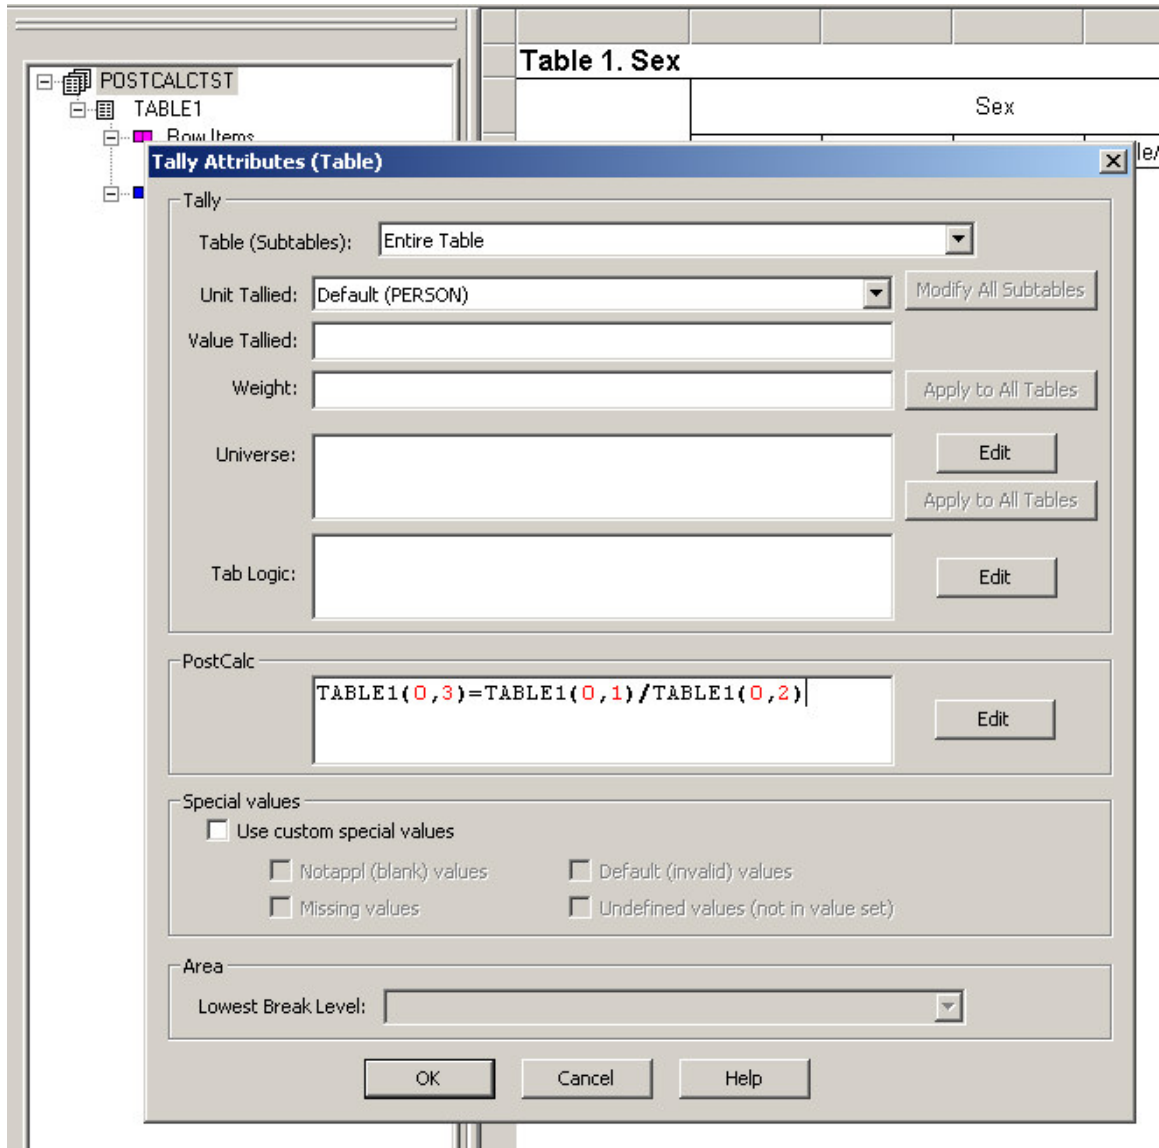 POSTCALCTST
TABLE1
Row Items
Table 1. Sex
Sex
Tally Attributes (Table)
Tally
Table (Subtables): Entire Table
Unit Tallied: Default (PERSON) Modify All Subtables
Value Tallied:
Weight: Apply to All Tables
Universe: Edit
Apply to All Tables
Tab Logic: Edit
PostCalc
TABLE1(0,3)=TABLE1(0,1)/TABLE1(0,2)
Edit
Special values
Use custom special values
Notappl (blank) values Default (invalid) values
Missing values Undefined values (not in value set)
Area
Lowest Break Level:
OK Cancel Help